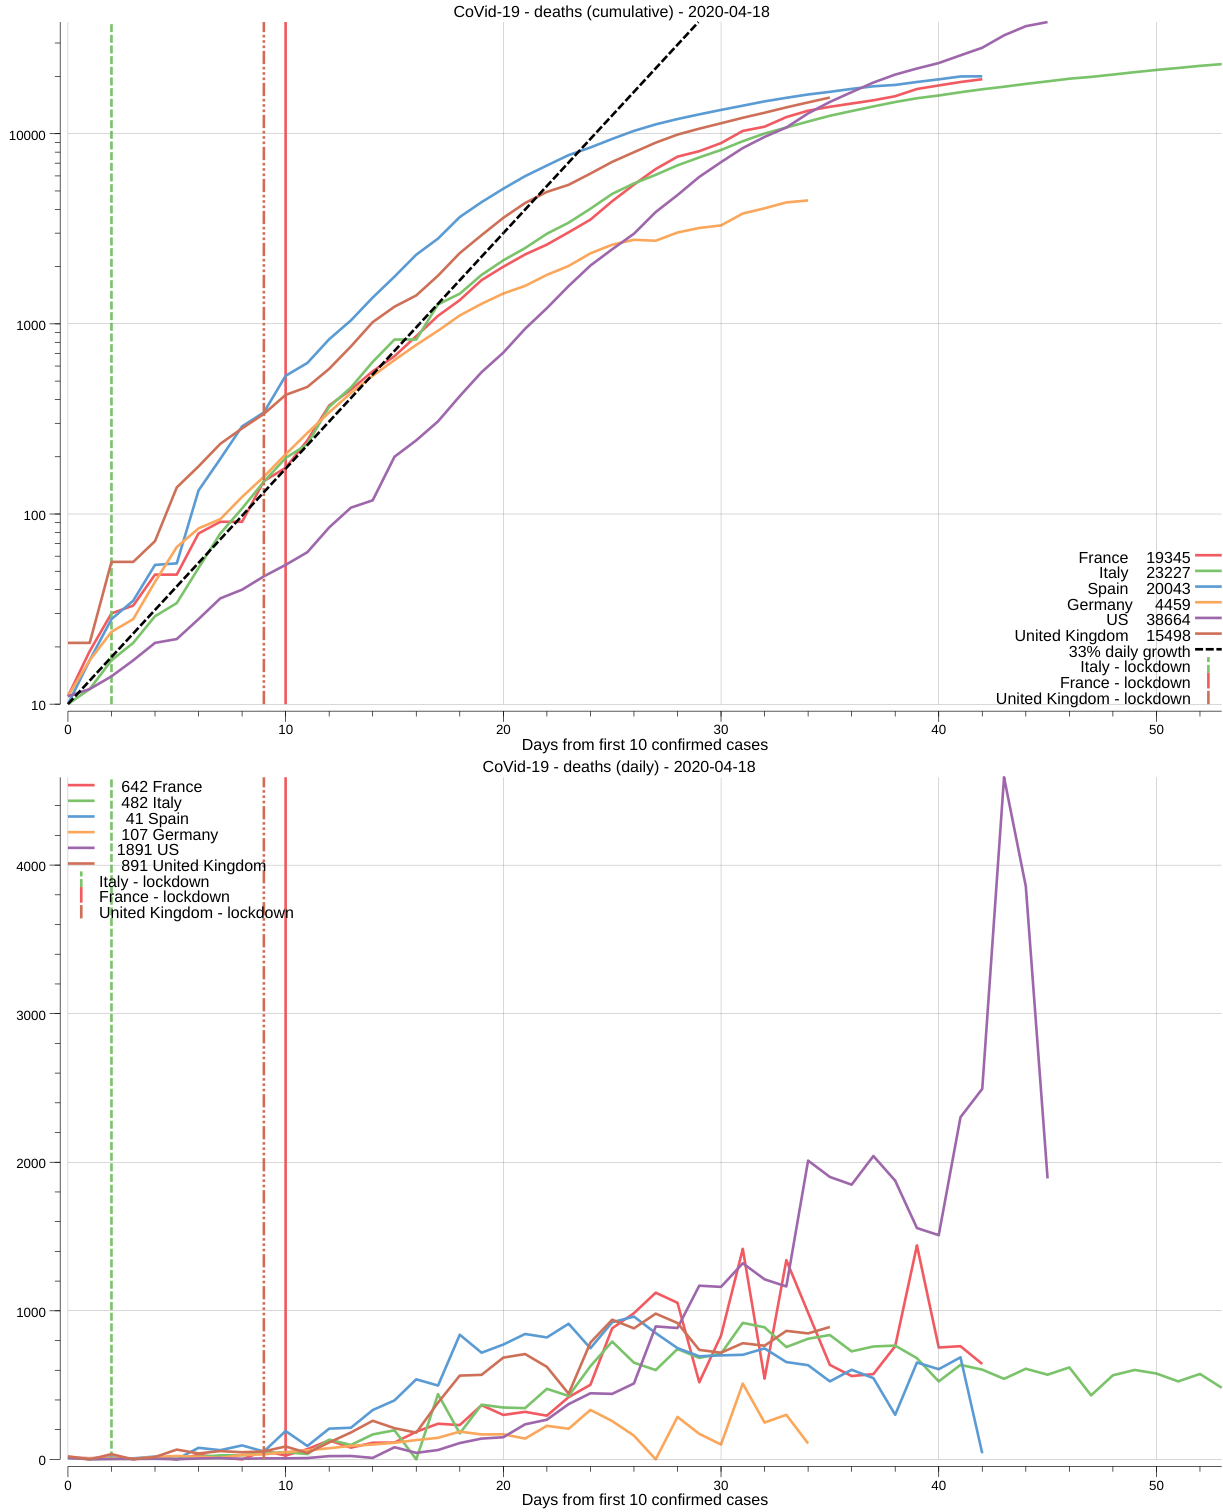 CoVid-19 - deaths (cumulative) - 2020-04-18
10000
1000
100
10
France 19345
Italy 23227
Spain 20043
Germany 4459
US 38664
United Kingdom 15498
33% daily growth
Italy - lockdown
France - lockdown
United Kingdom - lockdown
0 10 20 30 40 50
Days from first 10 confirmed cases
CoVid-19 - deaths (daily) - 2020-04-18
642 France
482 Italy
41 Spain
107 Germany
1891 US
891 United Kingdom
Italy - lockdown
France - lockdown
United Kingdom - lockdown
4000
3000
2000
1000
0
0 10 20 30 40 50
Days from first 10 confirmed cases